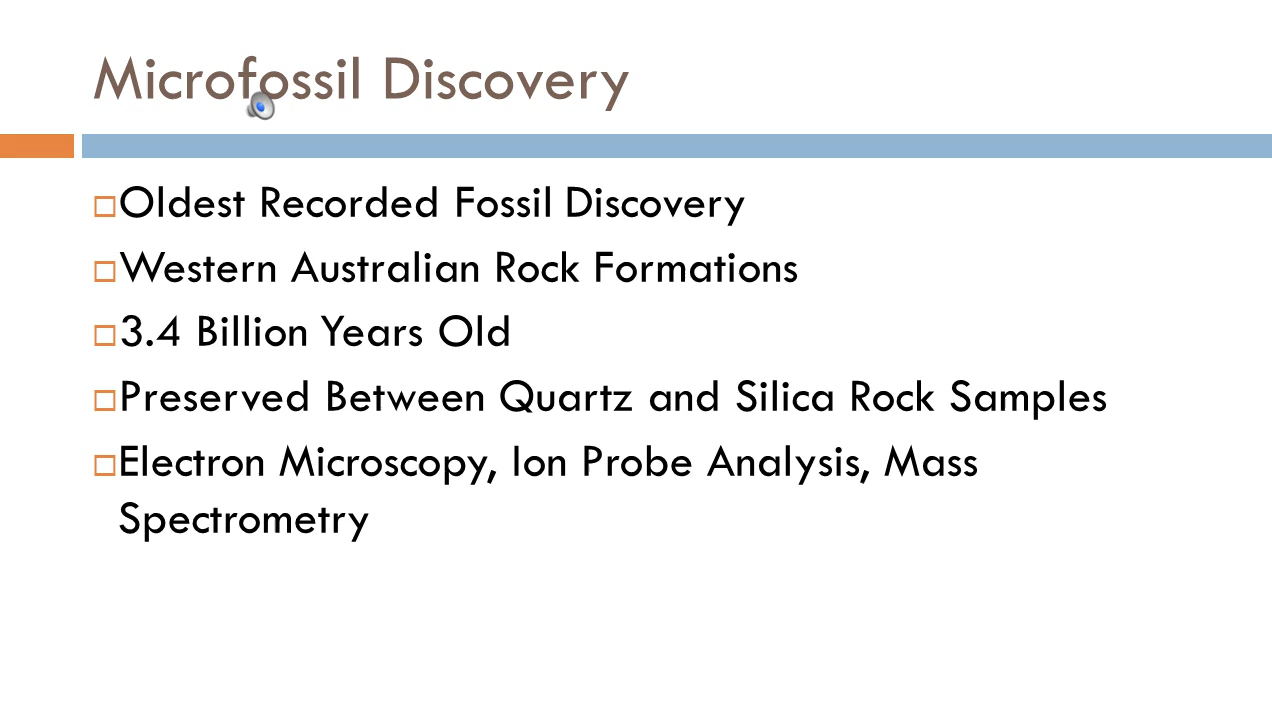 Microfossil Discovery
Oldest Recorded Fossil Discovery
Western Australian Rock Formations
3.4 Billion Years Old
Preserved Between Quartz and Silica Rock Samples
Electron Microscopy, Ion Probe Analysis, Mass
Spectrometry